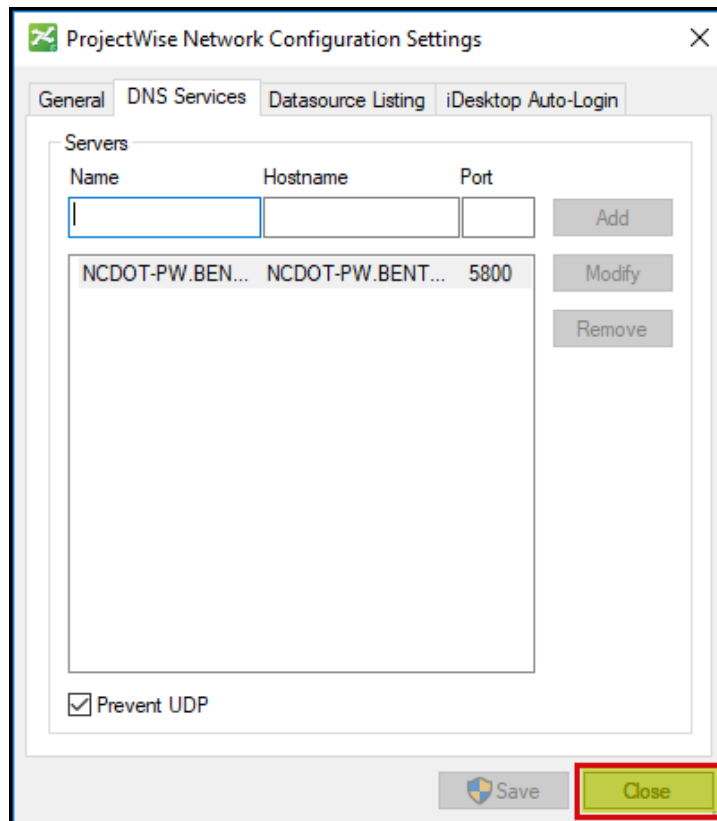 ProjectWise Network Configuration Settings
General DNS Services Datasource Listing iDesktop Auto-Login
Servers
Name Hostname Port
Add
NCDOT-PW.BEN... NCDOT-PW.BENT... 5800 Modify
Remove
Prevent UDP
Save Close